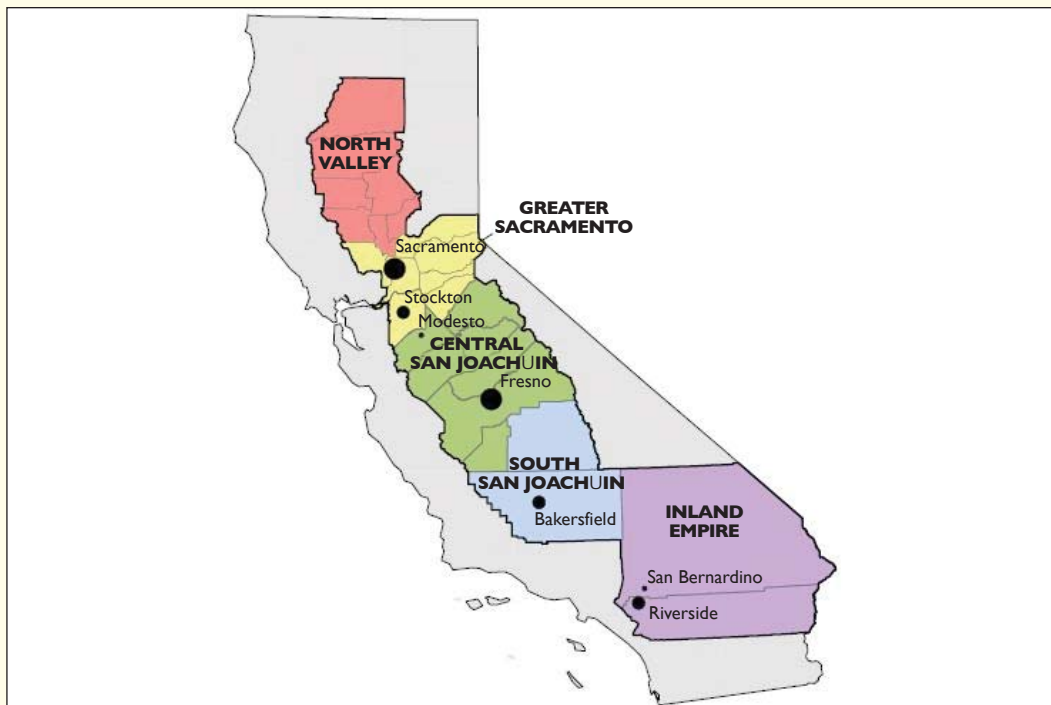 NORTH
VALLEY
GREATER
SACRAMENTO
Sacramento
Stockton
Modesto
CENTRAL
SAN JOACHUIN
Fresno
SOUTH
SAN JOACHUIN
Bakersfield
INLAND
EMPIRE
San Bernardino
Riverside